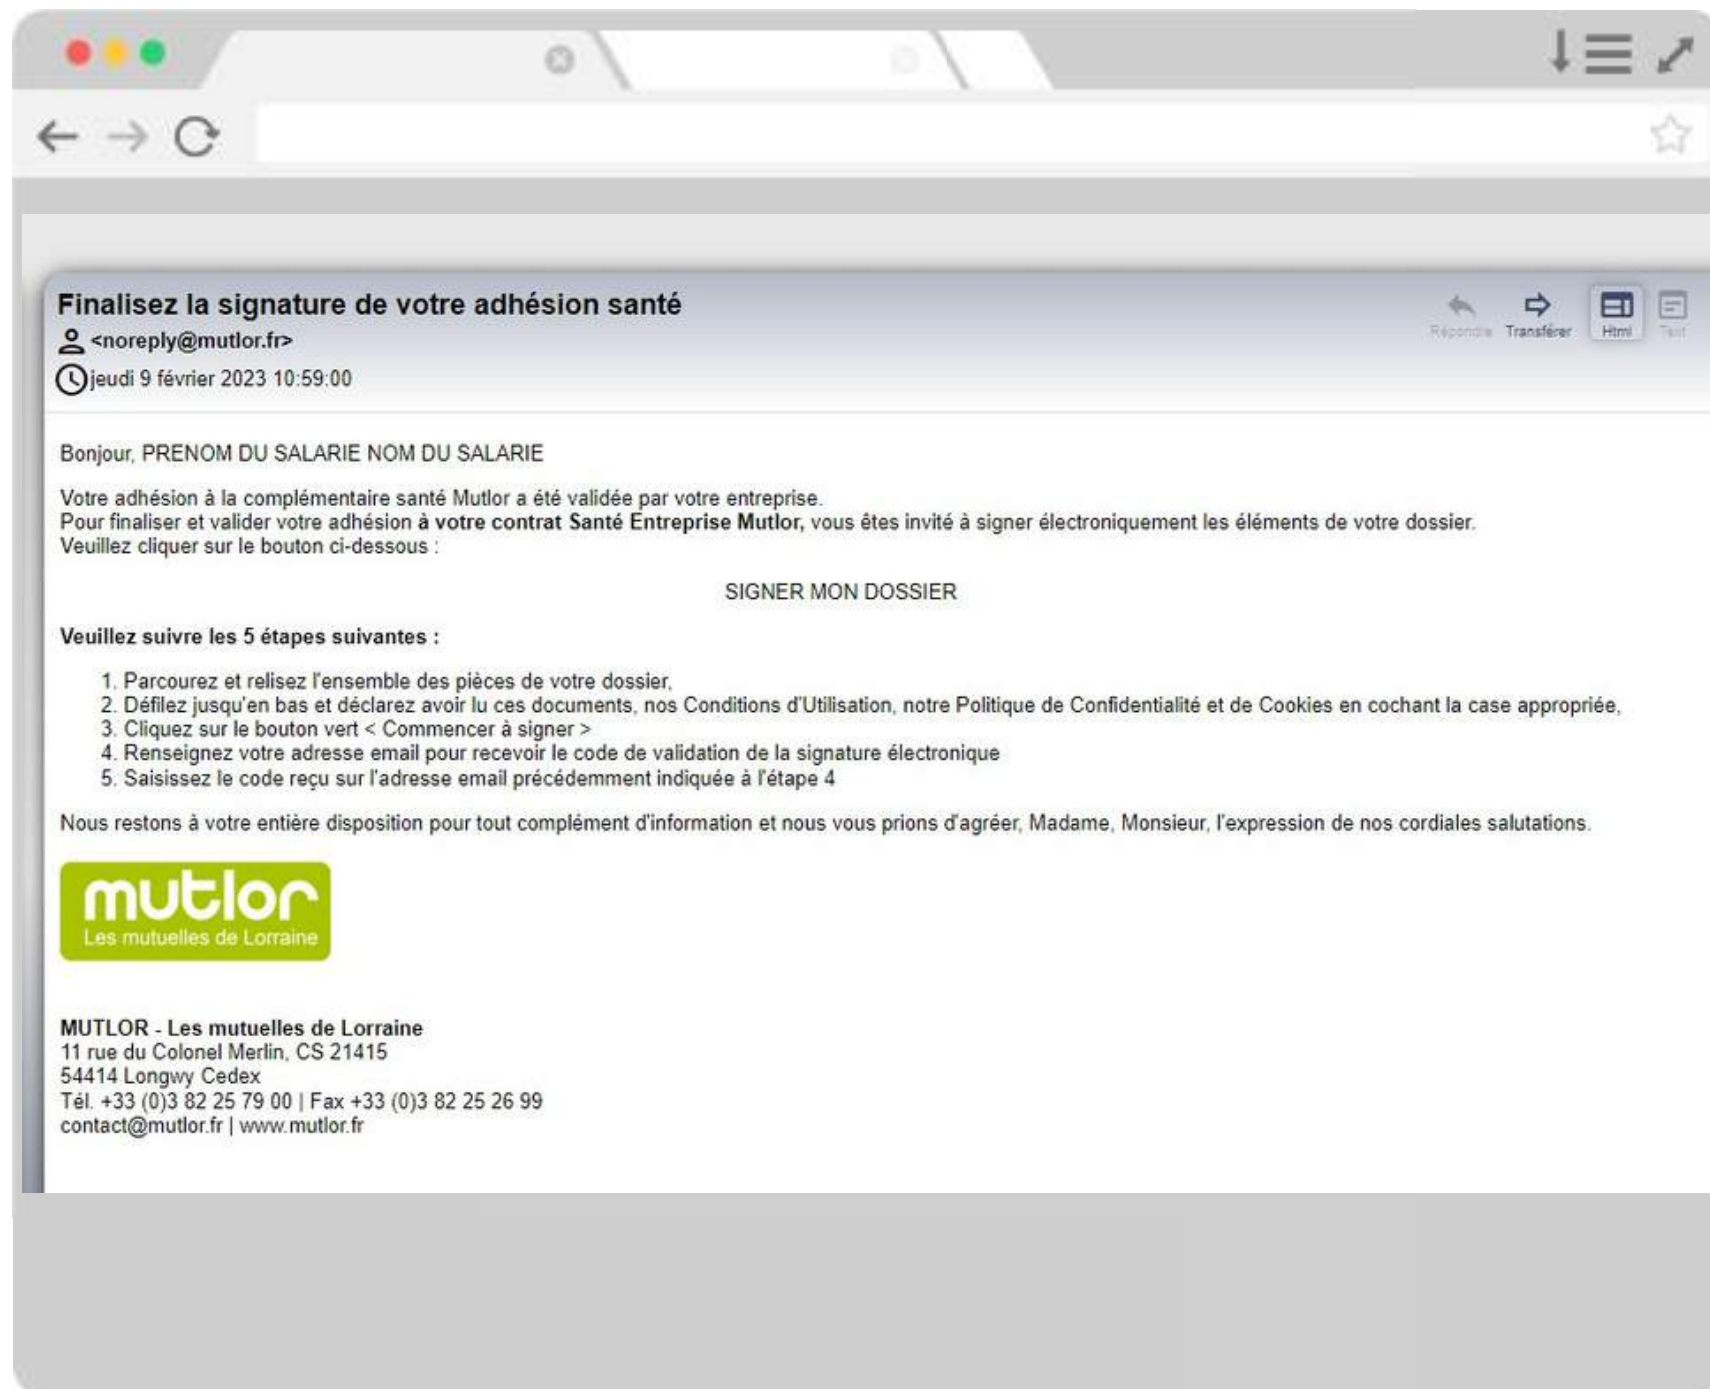 Finalisez la signature de votre adhésion santé
<noreply@mutlor.fr>
jeudi 9 février 2023 10:59:00
Répondre Transférer Html Text
Bonjour, PRENOM DU SALARIE NOM DU SALARIE
Votre adhésion à la complémentaire santé Mutlor a été validée par votre entreprise.
Pour finaliser et valider votre adhésion à votre contrat Santé Entreprise Mutlor, vous êtes invité à signer électroniquement les éléments de votre dossier.
Veuillez cliquer sur le bouton ci-dessous :
SIGNER MON DOSSIER
Veuillez suivre les 5 étapes suivantes :
1. Parcourez et relisez l'ensemble des pièces de votre dossier,
2. Défilez jusqu'en bas et déclarez avoir lu ces documents, nos Conditions d'Utilisation, notre Politique de Confidentialité et de Cookies en cochant la case appropriée,
3. Cliquez sur le bouton vert < Commencer à signer >
4. Renseignez votre adresse email pour recevoir le code de validation de la signature électronique
5. Saisissez le code reçu sur l'adresse email précédemment indiquée à l'étape 4
Nous restons à votre entière disposition pour tout complément d'information et nous vous prions d'agréer, Madame, Monsieur, l'expression de nos cordiales salutations.
mutlor
Les mutuelles de Lorraine
MUTLOR - Les mutuelles de Lorraine
11 rue du Colonel Merlin, CS 21415
54414 Longwy Cedex
Tél. +33 (0)3 82 25 79 00 | Fax +33 (0)3 82 25 26 99
contact@mutlor.fr | www.mutlor.fr